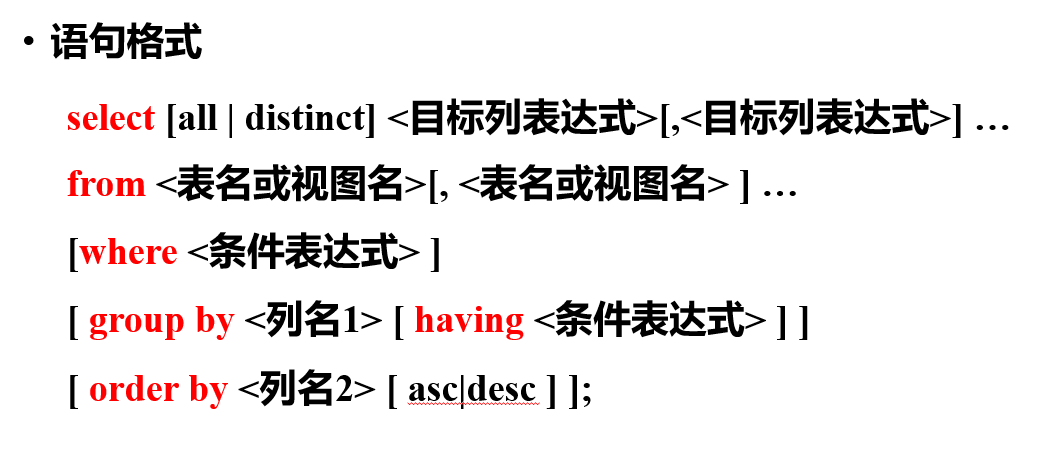 • 语句格式
select [all | distinct] <目标列表达式>[,<目标列表达式>] …
from <表名或视图名>[, <表名或视图名> ] …
[where <条件表达式> ]
[ group by <列名1> [ having <条件表达式> ] ]
[ order by <列名2> [ asc|desc ] ];